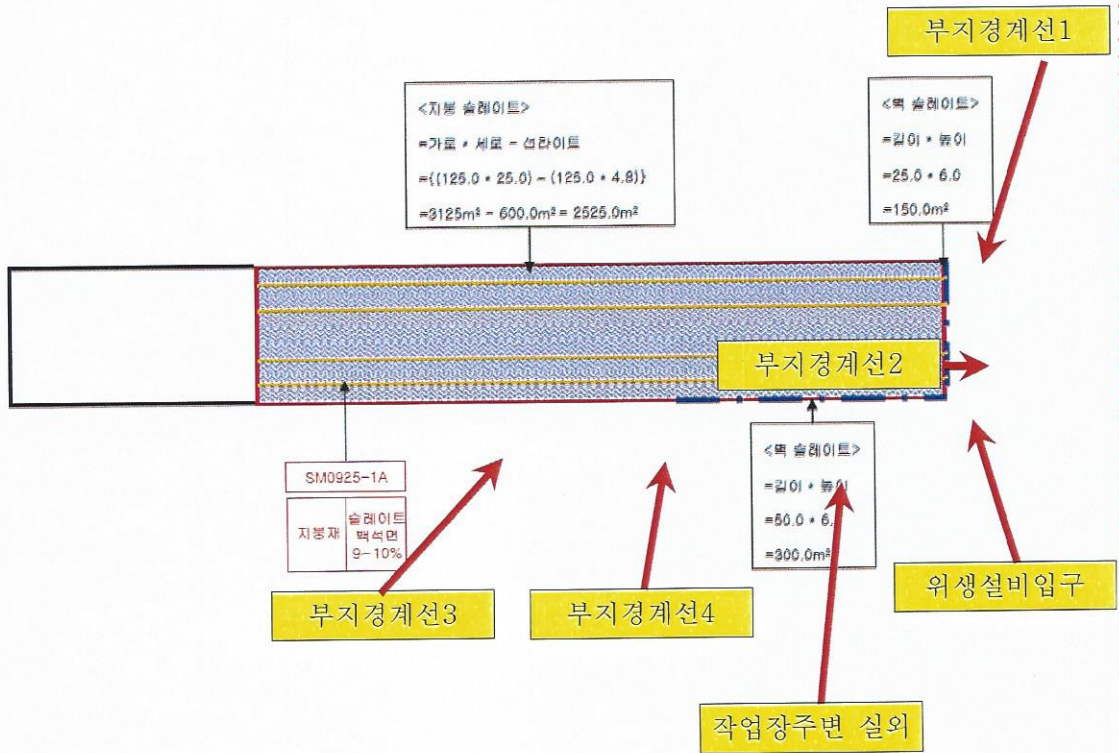 부지경계선1
<지붕 슬레이트>
=가로 * 세로 - 선라이트
={(125.0 * 25.0) - (125.0 * 4.8)}
=3125m² - 600.0m² = 2525.0m²
<벽 슬레이트>
=길이 * 높이
=25.0 * 6.0
=150.0m²
부지경계선2
SM0925-1A
지붕재
슬레이트
백석면
9-10%
<벽 슬레이트>
=길이 * 높이
=50.0 * 6.
=300.0m²
부지경계선3
부지경계선4
위생설비입구
작업장주변 실외